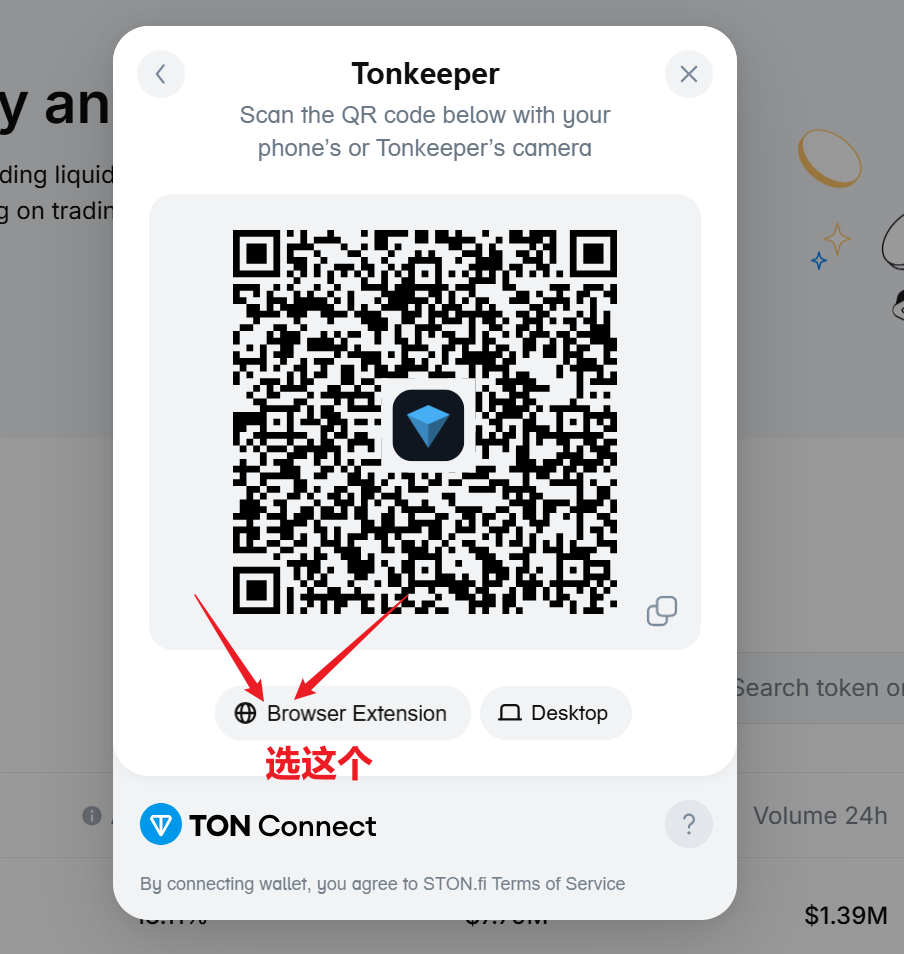 Tonkeeper
Scan the QR code below with your
phone's or Tonkeeper's camera
y an
ding liquid
g on tradin
Browser Extension
Desktop
选这个
Search token or
TON Connect
?
Volume 24h
By connecting wallet, you agree to STON.fi Terms of Service
$1.39M